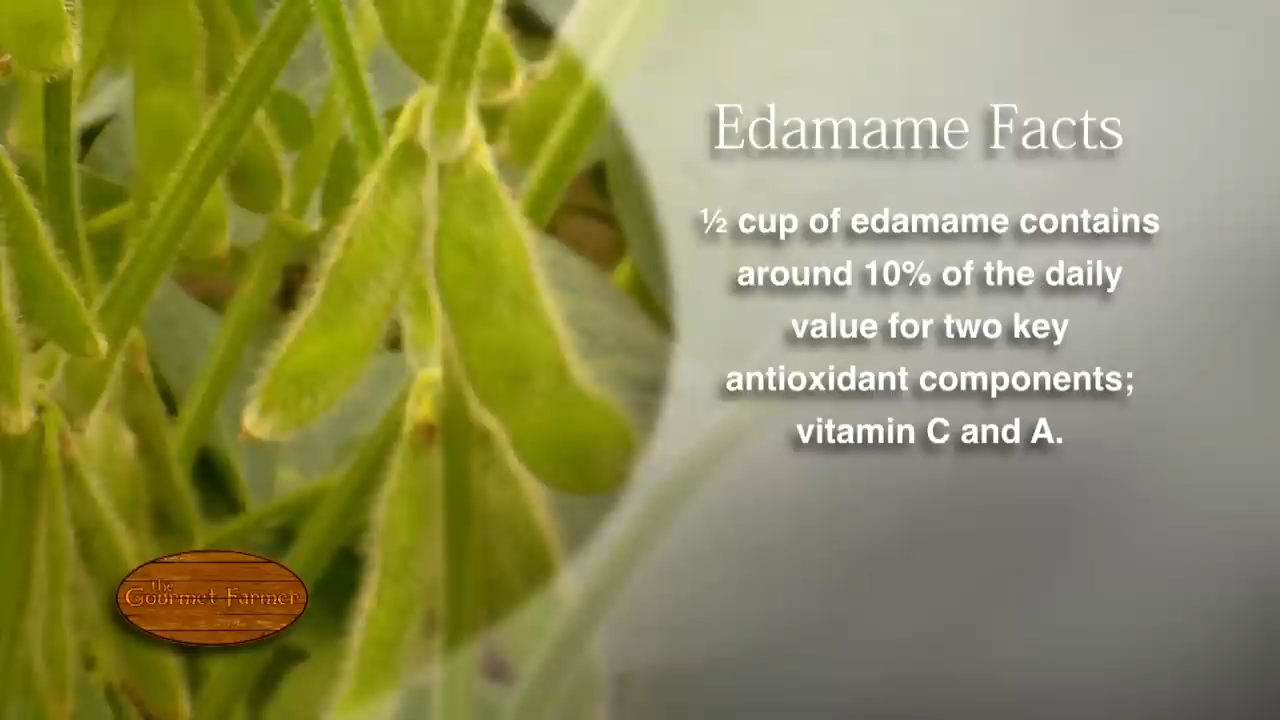 Edamame Facts
½ cup of edamame contains
around 10% of the daily
value for two key
antioxidant components;
vitamin C and A.
the
Gourmet Farmer